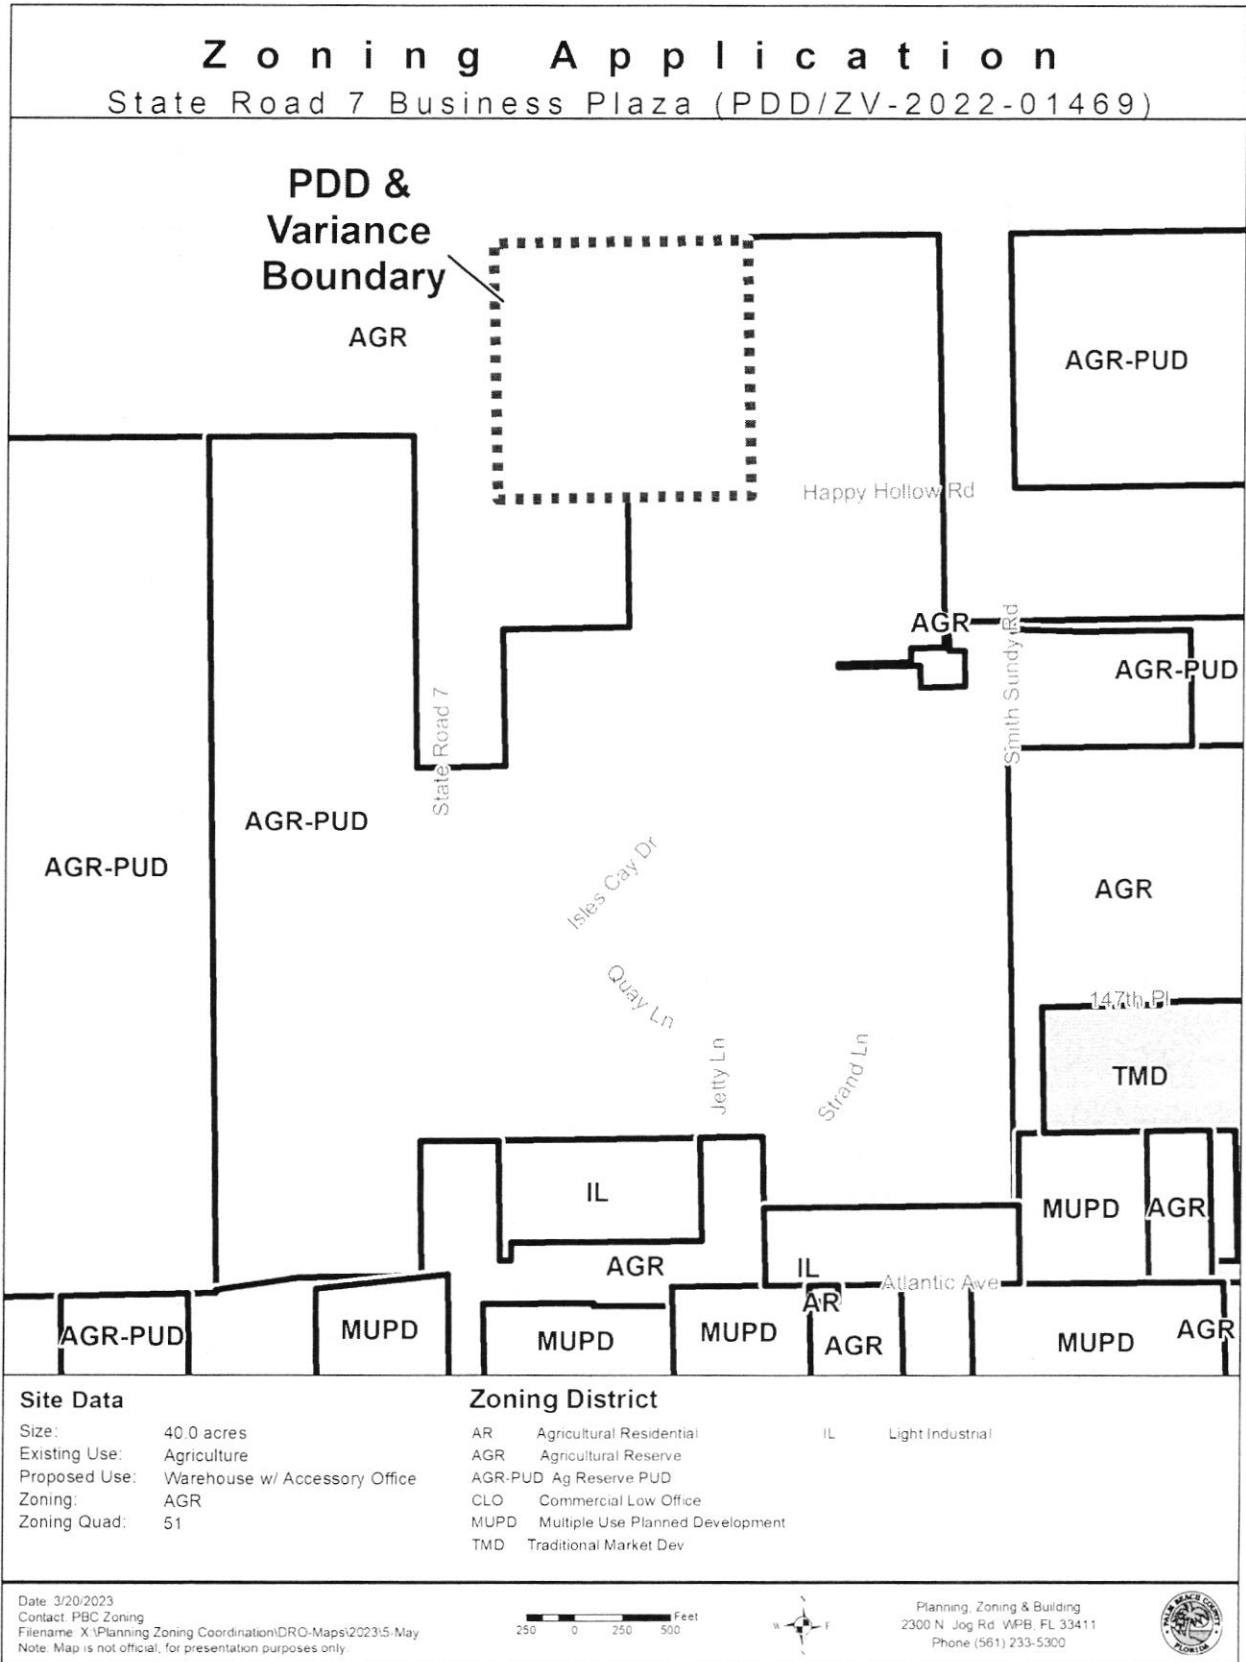 Zoning Application
State Road 7 Business Plaza (PDD/ZV-2022-01469)
PDD &
Variance
Boundary
AGR
AGR-PUD
Happy Hollow Rd
AGR
Smith Sundy Rd
AGR-PUD
State Road 7
AGR-PUD
AGR-PUD
Isles Cay Dr
AGR
Quay Ln
147th Pl
Jetty Ln
Strand Ln
TMD
IL
MUPD
AGR
AGR
IL
Atlantic Ave
AR
AGR-PUD
MUPD
MUPD
MUPD
AGR
MUPD
AGR
Site Data
Size: 40.0 acres
Existing Use: Agriculture
Proposed Use: Warehouse w/ Accessory Office
Zoning: AGR
Zoning Quad: 51
Zoning District
AR Agricultural Residential
AGR Agricultural Reserve
AGR-PUD Ag Reserve PUD
CLO Commercial Low Office
MUPD Multiple Use Planned Development
TMD Traditional Market Dev
IL Light Industrial
Date: 3/20/2023
Contact: PBC Zoning
Filename: X:\Planning Zoning Coordination\DRO-Maps\2023\5-May
Note: Map is not official, for presentation purposes only.
Feet
250 0 250 500
W
Planning, Zoning & Building
2300 N. Jog Rd. WPB, FL 33411
Phone (561) 233-5300
PALM BEACH COUNTY
FLORIDA